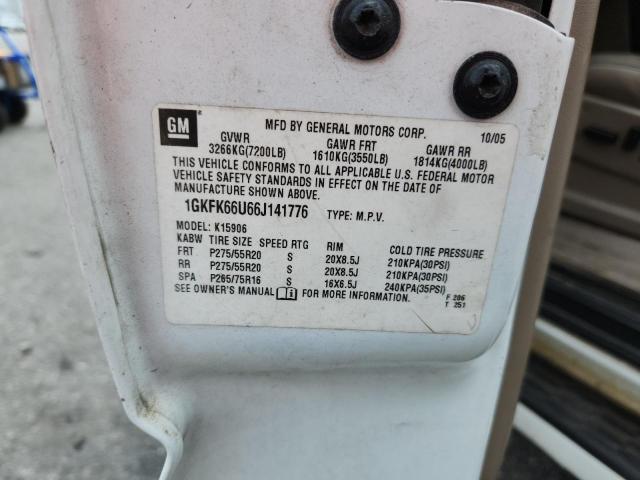 GM
MFD BY GENERAL MOTORS CORP. 10/05
GVWR GAWR FRT GAWR RR
3266KG(7200LB) 1610KG(3550LB) 1814KG(4000LB)
THIS VEHICLE CONFORMS TO ALL APPLICABLE U.S. FEDERAL MOTOR
VEHICLE SAFETY STANDARDS IN EFFECT ON THE DATE OF
MANUFACTURE SHOWN ABOVE.
1GKFK66U66J141776 TYPE: M.P.V.
MODEL: K15906
KABW TIRE SIZE SPEED RTG RIM COLD TIRE PRESSURE
FRT P275/55R20 S 20X8.5J 210KPA(30PSI)
RR P275/55R20 S 20X8.5J 210KPA(30PSI)
SPA P265/75R16 S 16X6.5J 240KPA(35PSI)
SEE OWNER'S MANUAL FOR MORE INFORMATION.
F 206
T 251